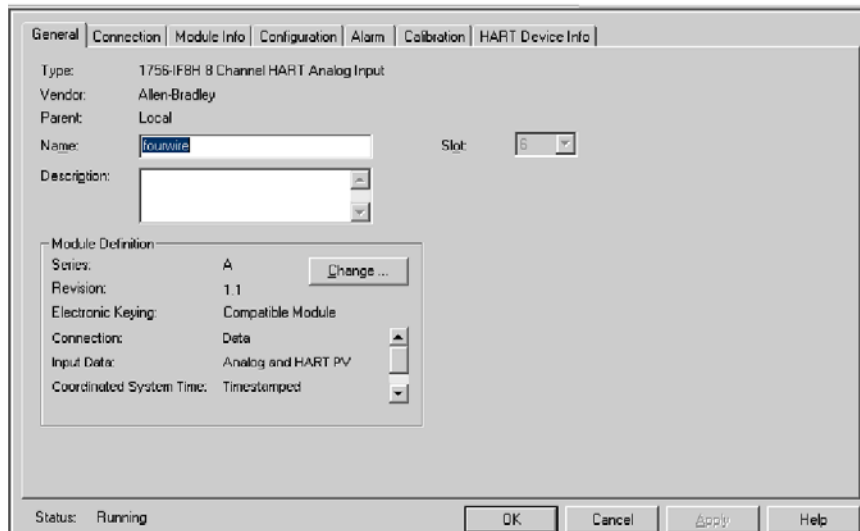 General Connection Module Info Configuration Alarm Calibration HART Device Info
Type: 1756-IF8H 8 Channel HART Analog Input
Vendor: Allen-Bradley
Parent: Local
Name: fourwire Slot: 6
Description:
Module Definition
Series: A Change ...
Revision: 1.1
Electronic Keying: Compatible Module
Connection: Data
Input Data: Analog and HART PV
Coordinated System Time: Timestamped
Status: Running OK Cancel Apply Help